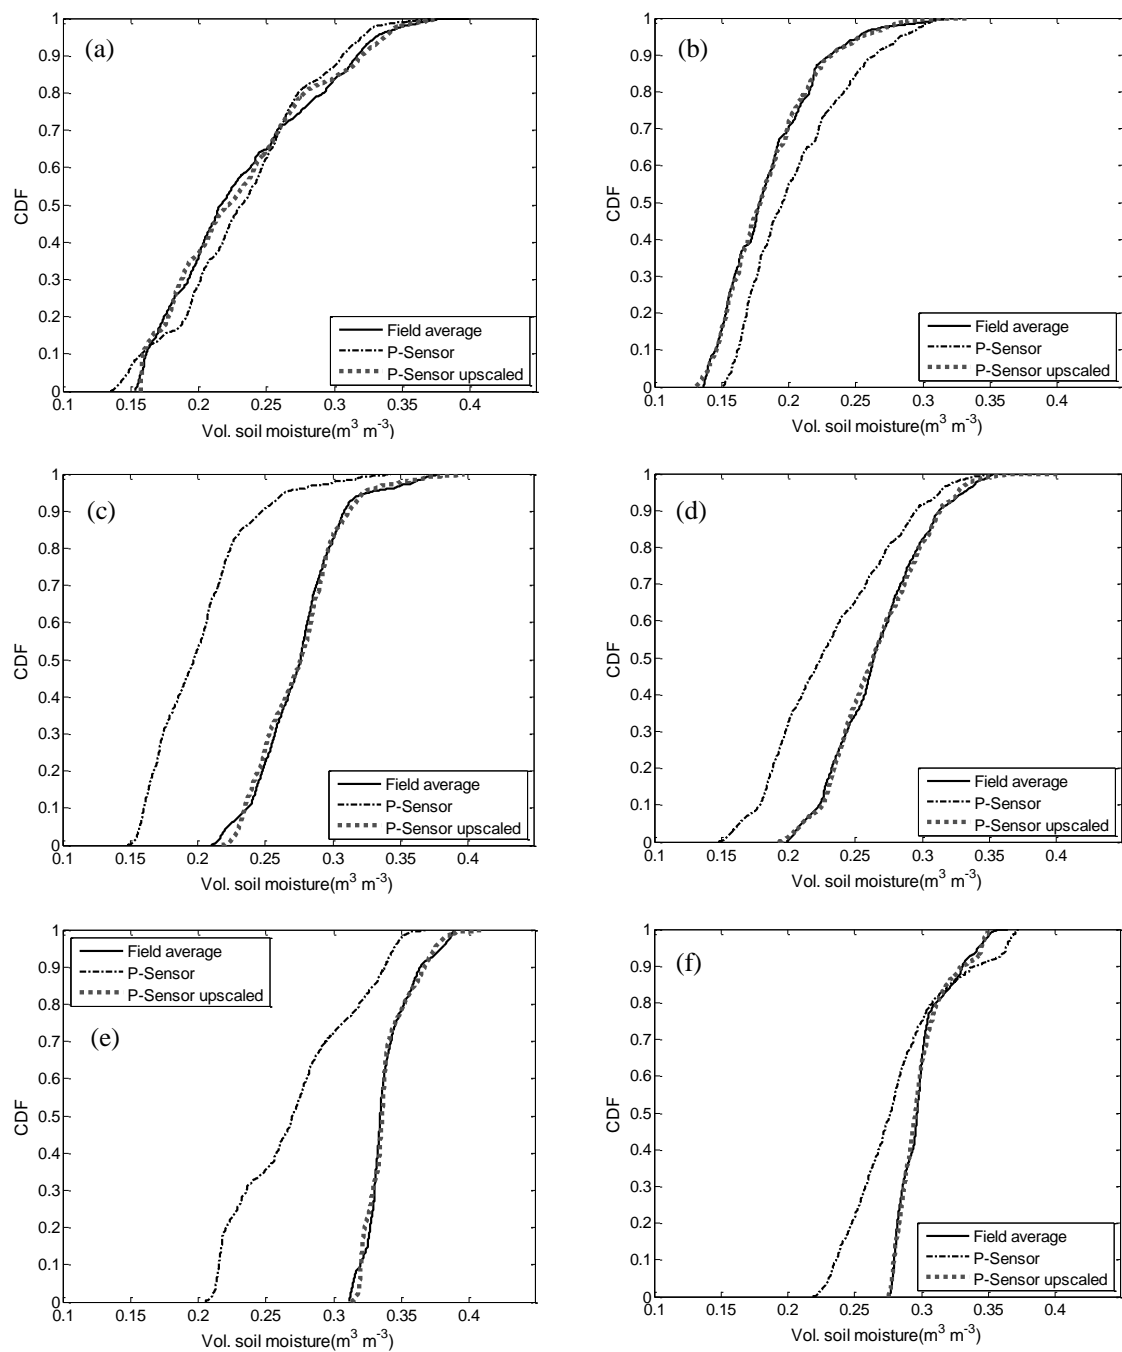 (a)
1
0.9
0.8
0.7
0.6
0.5
0.4
0.3
0.2
0.1
0
CDF
Field average
P-Sensor
P-Sensor upscaled
0.1 0.15 0.2 0.25 0.3 0.35 0.4
Vol. soil moisture(m³ m⁻³)
(b)
1
0.9
0.8
0.7
0.6
0.5
0.4
0.3
0.2
0.1
0
CDF
Field average
P-Sensor
P-Sensor upscaled
0.1 0.15 0.2 0.25 0.3 0.35 0.4
Vol. soil moisture(m³ m⁻³)
(c)
1
0.9
0.8
0.7
0.6
0.5
0.4
0.3
0.2
0.1
0
CDF
Field average
P-Sensor
P-Sensor upscaled
0.1 0.15 0.2 0.25 0.3 0.35 0.4
Vol. soil moisture(m³ m⁻³)
(d)
1
0.9
0.8
0.7
0.6
0.5
0.4
0.3
0.2
0.1
0
CDF
Field average
P-Sensor
P-Sensor upscaled
0.1 0.15 0.2 0.25 0.3 0.35 0.4
Vol. soil moisture(m³ m⁻³)
Field average
P-Sensor
P-Sensor upscaled
(e)
1
0.9
0.8
0.7
0.6
0.5
0.4
0.3
0.2
0.1
0
CDF
0.1 0.15 0.2 0.25 0.3 0.35 0.4
Vol. soil moisture(m³ m⁻³)
(f)
1
0.9
0.8
0.7
0.6
0.5
0.4
0.3
0.2
0.1
0
CDF
Field average
P-Sensor
P-Sensor upscaled
0.1 0.15 0.2 0.25 0.3 0.35 0.4
Vol. soil moisture(m³ m⁻³)